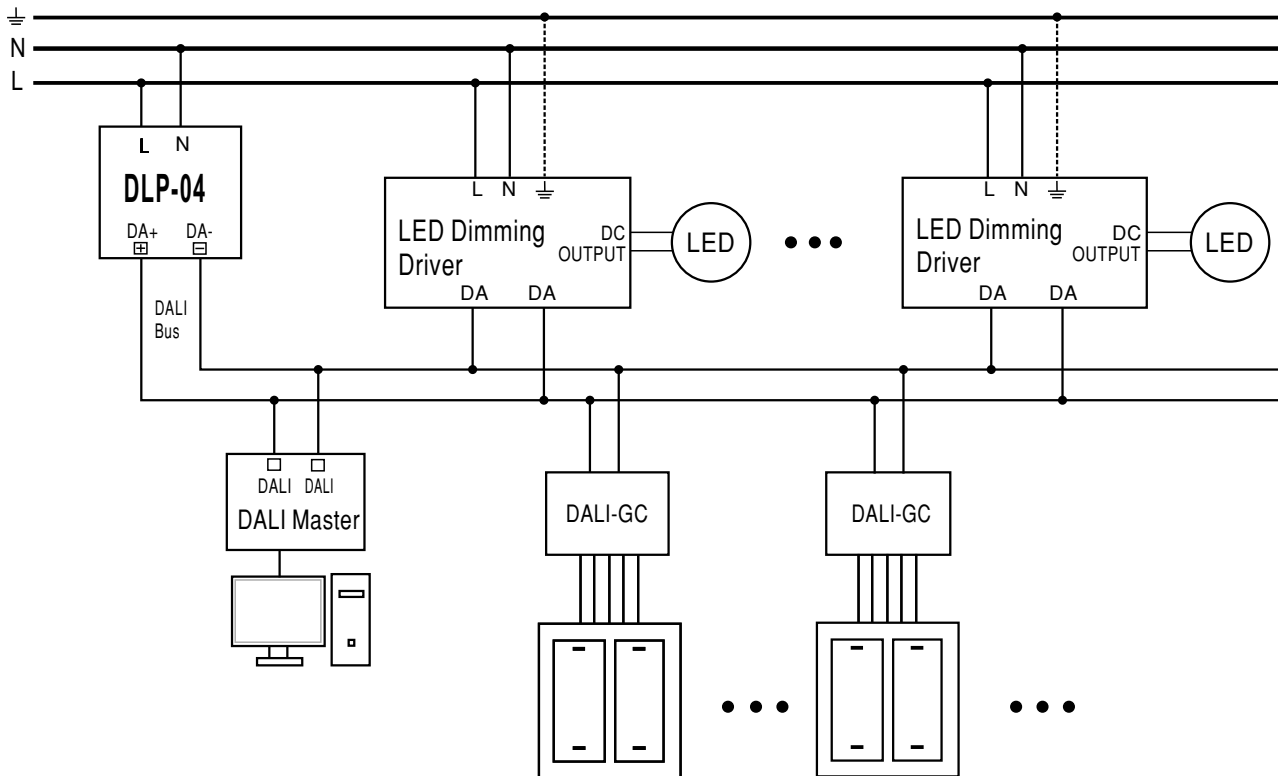 N
L
L N
DLP-04
DA+ DA-
DALI
Bus
L N
LED Dimming
Driver
DC
OUTPUT
DA DA
LED
L N
LED Dimming
Driver
DC
OUTPUT
DA DA
LED
DALI DALI
DALI Master
DALI-GC
DALI-GC